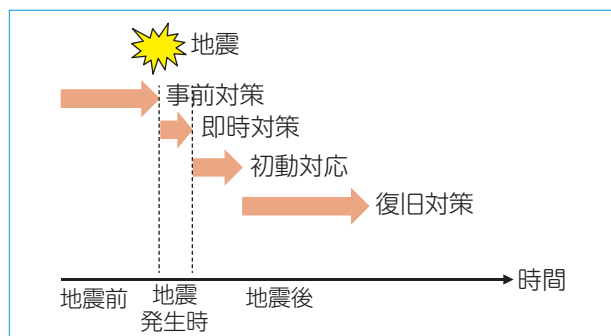 地震
事前対策
即時対策
初動対応
復旧対策
時間
地震前
地震
発生時
地震後